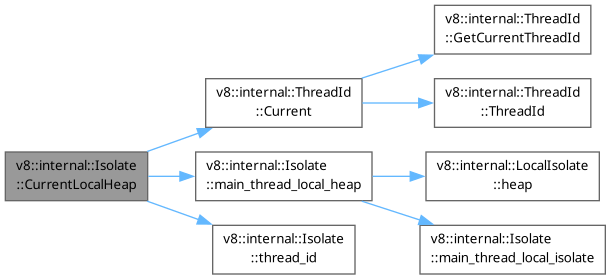 v8::internal::Isolate
::CurrentLocalHeap
v8::internal::ThreadId
::Current
v8::internal::ThreadId
::GetCurrentThreadId
v8::internal::ThreadId
::ThreadId
v8::internal::Isolate
::main_thread_local_heap
v8::internal::LocalIsolate
::heap
v8::internal::Isolate
::main_thread_local_isolate
v8::internal::Isolate
::thread_id